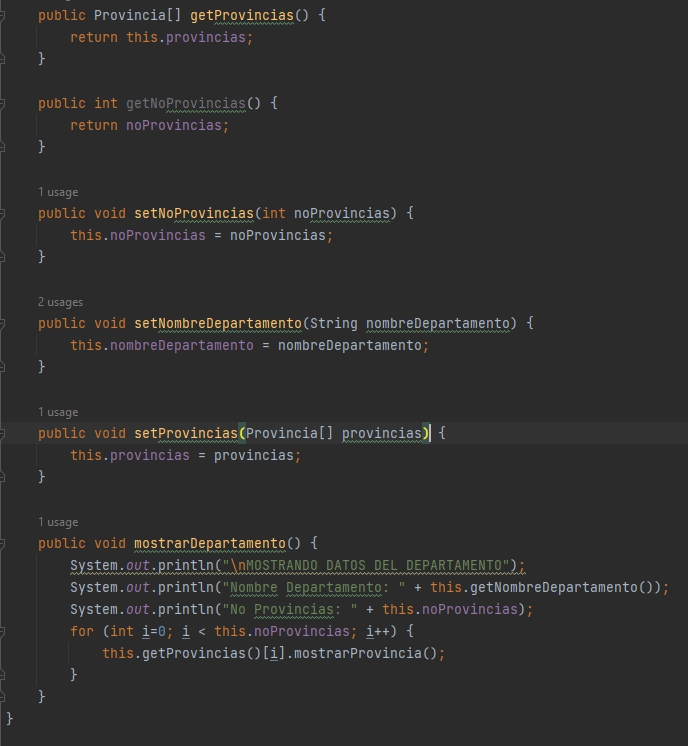 public Provincia[] getProvincias() {
return this.provincias;
}
public int getNoProvincias() {
return noProvincias;
}
1 usage
public void setNoProvincias(int noProvincias) {
this.noProvincias = noProvincias;
}
2 usages
public void setNombreDepartamento(String nombreDepartamento) {
this.nombreDepartamento = nombreDepartamento;
}
1 usage
public void setProvincias(Provincia[] provincias) {
this.provincias = provincias;
}
1 usage
public void mostrarDepartamento() {
System.out.println("\nMOSTRANDO DATOS DEL DEPARTAMENTO");
System.out.println("Nombre Departamento: " + this.getNombreDepartamento());
System.out.println("No Provincias: " + this.noProvincias);
for (int i=0; i < this.noProvincias; i++) {
this.getProvincias()[i].mostrarProvincia();
}
}
}